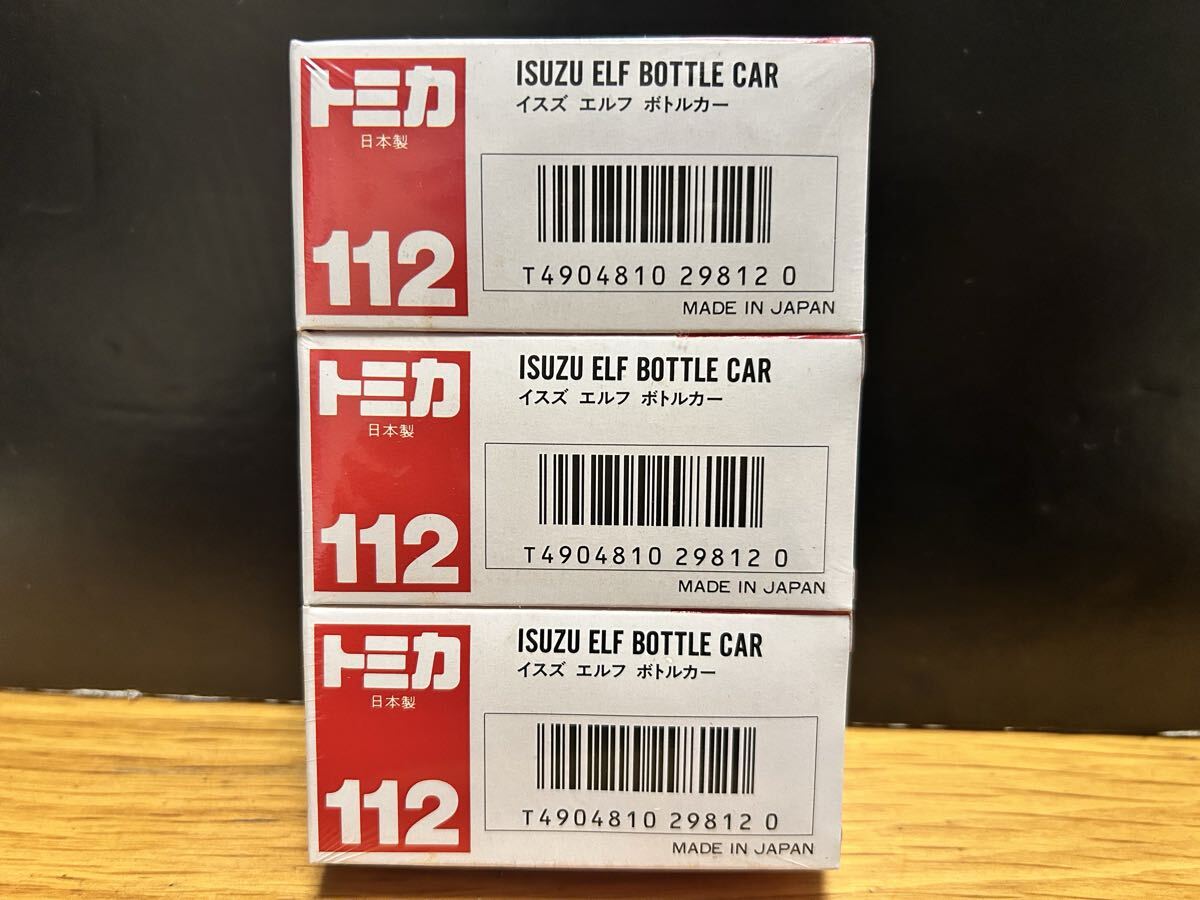 トミカ
日本製
112
ISUZU ELF BOTTLE CAR
イスズ エルフ ボトルカー
T4904810 29812 0
MADE IN JAPAN
トミカ
日本製
112
ISUZU ELF BOTTLE CAR
イスズ エルフ ボトルカー
T4904810 29812 0
MADE IN JAPAN
トミカ
日本製
112
ISUZU ELF BOTTLE CAR
イスズ エルフ ボトルカー
T4904810 29812 0
MADE IN JAPAN